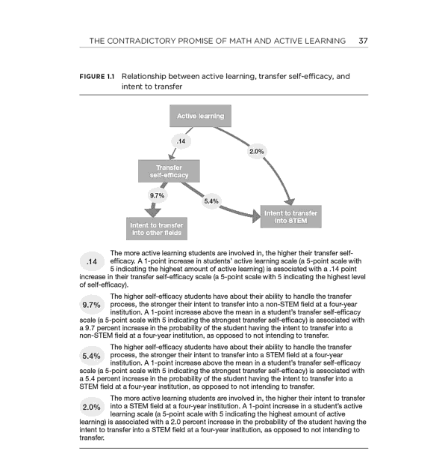 THE CONTRADICTORY PROMISE OF MATH AND ACTIVE LEARNING 37
FIGURE 1.1 Relationship between active learning, transfer self-efficacy, and
intent to transfer
Active learning
.14
2.0%
Transfer
self-efficacy
9.7%
5.4%
Intent to transfer
into other fields
Intent to transfer
into STEM
.14
The more active learning students are involved in, the higher their transfer self-
efficacy. A 1-point increase in students' active learning scale (a 5-point scale with
5 indicating the highest amount of active learning) is associated with a .14 point
increase in their transfer self-efficacy scale (a 5-point scale with 5 indicating the highest level
of self-efficacy).
9.7%
The higher self-efficacy students have about their ability to handle the transfer
process, the stronger their intent to transfer into a non-STEM field at a four-year
institution. A 1-point increase above the mean in a student's transfer self-efficacy
scale (a 5-point scale with 5 indicating the strongest transfer self-efficacy) is associated with
a 9.7 percent increase in the probability of the student having the intent to transfer into a
non-STEM field at a four-year institution, as opposed to not intending to transfer.
5.4%
The higher self-efficacy students have about their ability to handle the transfer
process, the stronger their intent to transfer into a STEM field at a four-year
institution. A 1-point increase above the mean in a student's transfer self-efficacy
scale (a 5-point scale with 5 indicating the strongest transfer self-efficacy) is associated with
a 5.4 percent increase in the probability of the student having the intent to transfer into a
STEM field at a four-year institution, as opposed to not intending to transfer.
2.0%
The more active learning students are involved in, the higher their intent to transfer
into a STEM field at a four-year institution. A 1-point increase in a student's active
learning scale (a 5-point scale with 5 indicating the highest amount of active
learning) is associated with a 2.0 percent increase in the probability of the student having the
intent to transfer into a STEM field at a four-year institution, as opposed to not intending to
transfer.